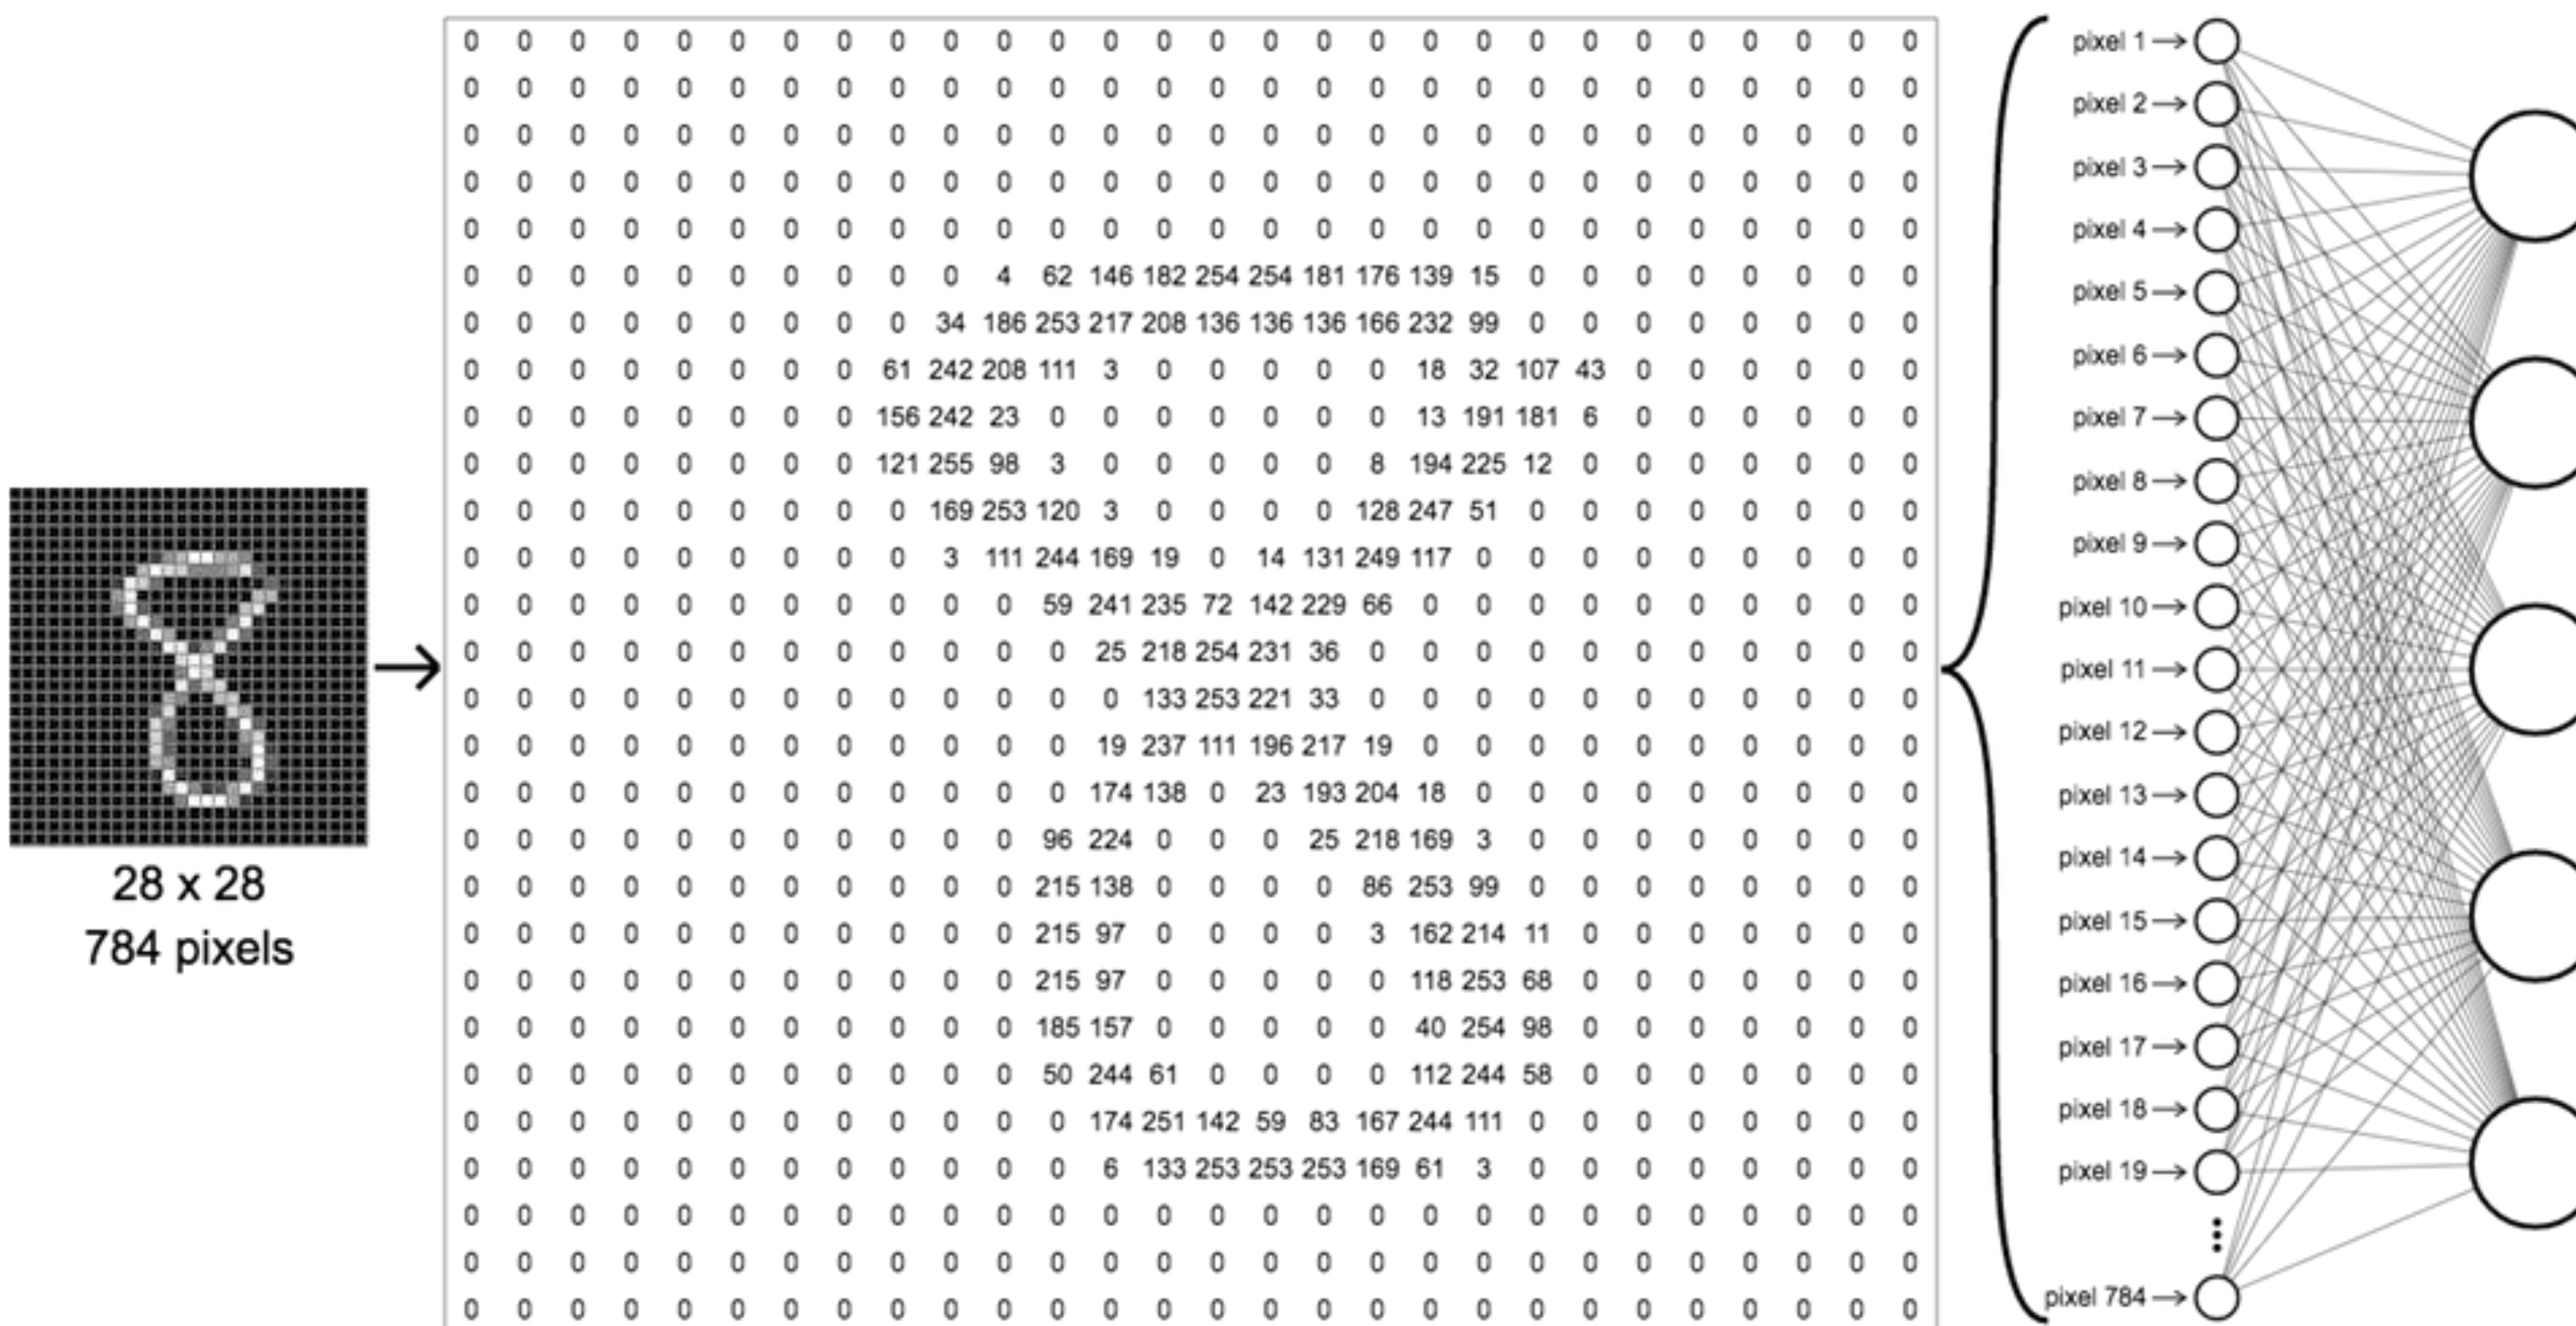 28 x 28
784 pixels
0 0 0 0 0 0 0 0 0 0 0 0 0 0 0 0 0 0 0 0 0 0 0 0 0 0 0 0
0 0 0 0 0 0 0 0 0 0 0 0 0 0 0 0 0 0 0 0 0 0 0 0 0 0 0 0
0 0 0 0 0 0 0 0 0 0 0 0 0 0 0 0 0 0 0 0 0 0 0 0 0 0 0 0
0 0 0 0 0 0 0 0 0 0 0 0 0 0 0 0 0 0 0 0 0 0 0 0 0 0 0 0
0 0 0 0 0 0 0 0 0 0 0 0 0 0 0 0 0 0 0 0 0 0 0 0 0 0 0 0
0 0 0 0 0 0 0 0 0 0 4 62 146 182 254 254 181 176 139 15 0 0 0 0 0 0 0 0
0 0 0 0 0 0 0 0 0 34 186 253 217 208 136 136 136 166 232 99 0 0 0 0 0 0 0 0
0 0 0 0 0 0 0 0 61 242 208 111 3 0 0 0 0 0 18 32 107 43 0 0 0 0 0 0
0 0 0 0 0 0 0 0 156 242 23 0 0 0 0 0 0 0 13 191 181 6 0 0 0 0 0 0
0 0 0 0 0 0 0 0 121 255 98 3 0 0 0 0 0 8 194 225 12 0 0 0 0 0 0 0
0 0 0 0 0 0 0 0 0 169 253 120 3 0 0 0 0 128 247 51 0 0 0 0 0 0 0 0
0 0 0 0 0 0 0 0 0 3 111 244 169 19 0 14 131 249 117 0 0 0 0 0 0 0 0 0
0 0 0 0 0 0 0 0 0 0 0 59 241 235 72 142 229 66 0 0 0 0 0 0 0 0 0 0
0 0 0 0 0 0 0 0 0 0 0 0 25 218 254 231 36 0 0 0 0 0 0 0 0 0 0 0
0 0 0 0 0 0 0 0 0 0 0 0 0 133 253 221 33 0 0 0 0 0 0 0 0 0 0 0
0 0 0 0 0 0 0 0 0 0 0 0 19 237 111 196 217 19 0 0 0 0 0 0 0 0 0 0
0 0 0 0 0 0 0 0 0 0 0 0 174 138 0 23 193 204 18 0 0 0 0 0 0 0 0 0
0 0 0 0 0 0 0 0 0 0 0 96 224 0 0 0 25 218 169 3 0 0 0 0 0 0 0 0
0 0 0 0 0 0 0 0 0 0 0 215 138 0 0 0 0 86 253 99 0 0 0 0 0 0 0 0
0 0 0 0 0 0 0 0 0 0 0 215 97 0 0 0 0 3 162 214 11 0 0 0 0 0 0 0
0 0 0 0 0 0 0 0 0 0 0 215 97 0 0 0 0 0 118 253 68 0 0 0 0 0 0 0
0 0 0 0 0 0 0 0 0 0 0 185 157 0 0 0 0 0 40 254 98 0 0 0 0 0 0 0
0 0 0 0 0 0 0 0 0 0 0 50 244 61 0 0 0 0 112 244 58 0 0 0 0 0 0 0
0 0 0 0 0 0 0 0 0 0 0 0 174 251 142 59 83 167 244 111 0 0 0 0 0 0 0 0
0 0 0 0 0 0 0 0 0 0 0 0 6 133 253 253 253 169 61 3 0 0 0 0 0 0 0 0
0 0 0 0 0 0 0 0 0 0 0 0 0 0 0 0 0 0 0 0 0 0 0 0 0 0 0 0
0 0 0 0 0 0 0 0 0 0 0 0 0 0 0 0 0 0 0 0 0 0 0 0 0 0 0 0
0 0 0 0 0 0 0 0 0 0 0 0 0 0 0 0 0 0 0 0 0 0 0 0 0 0 0 0
pixel 1
pixel 2
pixel 3
pixel 4
pixel 5
pixel 6
pixel 7
pixel 8
pixel 9
pixel 10
pixel 11
pixel 12
pixel 13
pixel 14
pixel 15
pixel 16
pixel 17
pixel 18
pixel 19
pixel 784